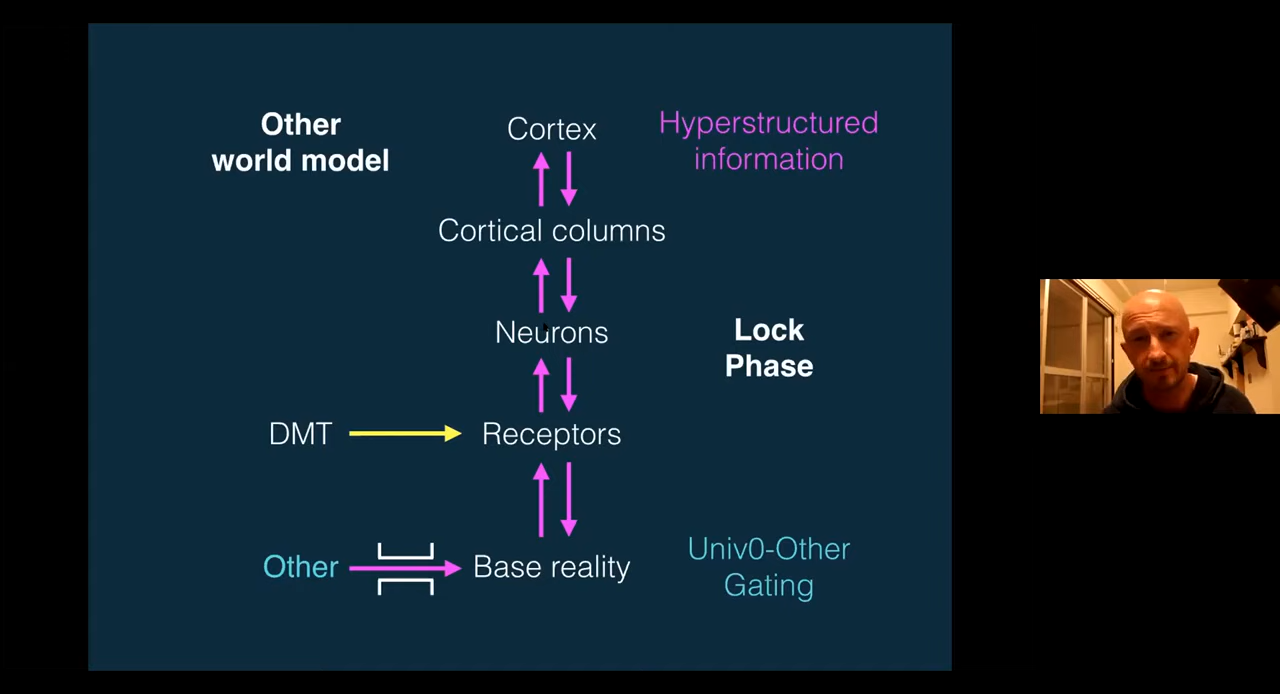 Other
world model
Cortex
Hyperstructured
information
Cortical columns
Neurons
Lock
Phase
DMT
Receptors
Other
Base reality
Univ0-Other
Gating